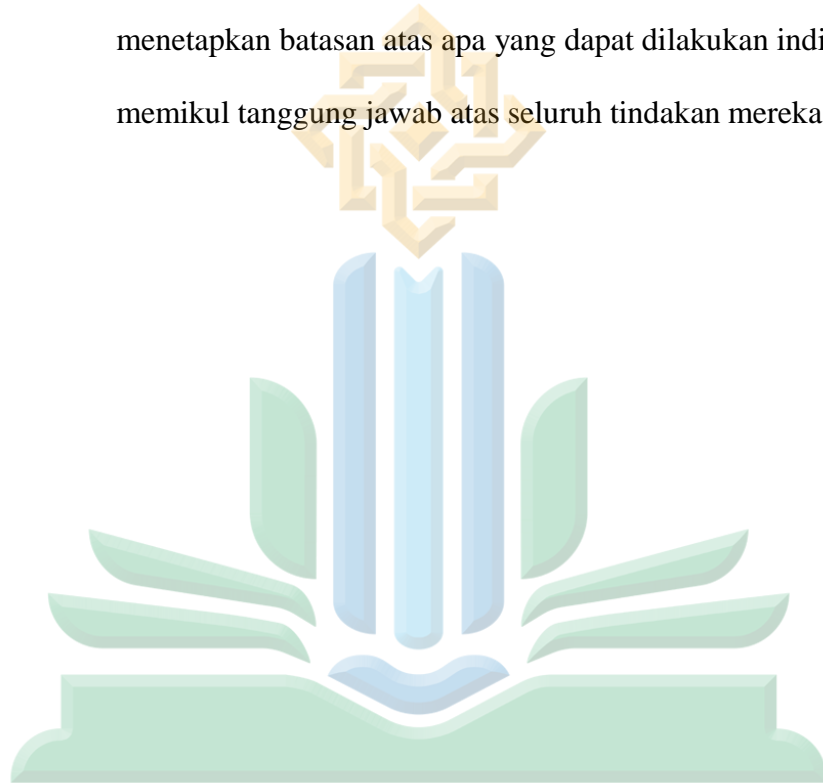 menetapkan batasan atas apa yang dapat dilakukan indi
memikul tanggung jawab atas seluruh tindakan mereka